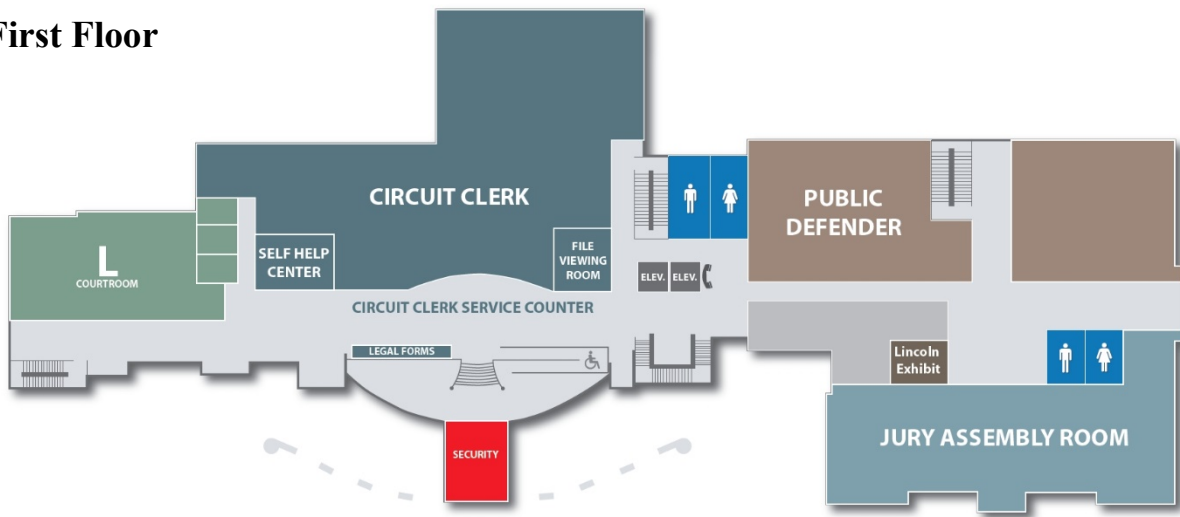 First Floor
CIRCUIT CLERK
PUBLIC
DEFENDER
L
COURTROOM
SELF HELP
CENTER
FILE
VIEWING
ROOM
ELEV.
ELEV.
CIRCUIT CLERK SERVICE COUNTER
LEGAL FORMS
Lincoln
Exhibit
JURY ASSEMBLY ROOM
SECURITY